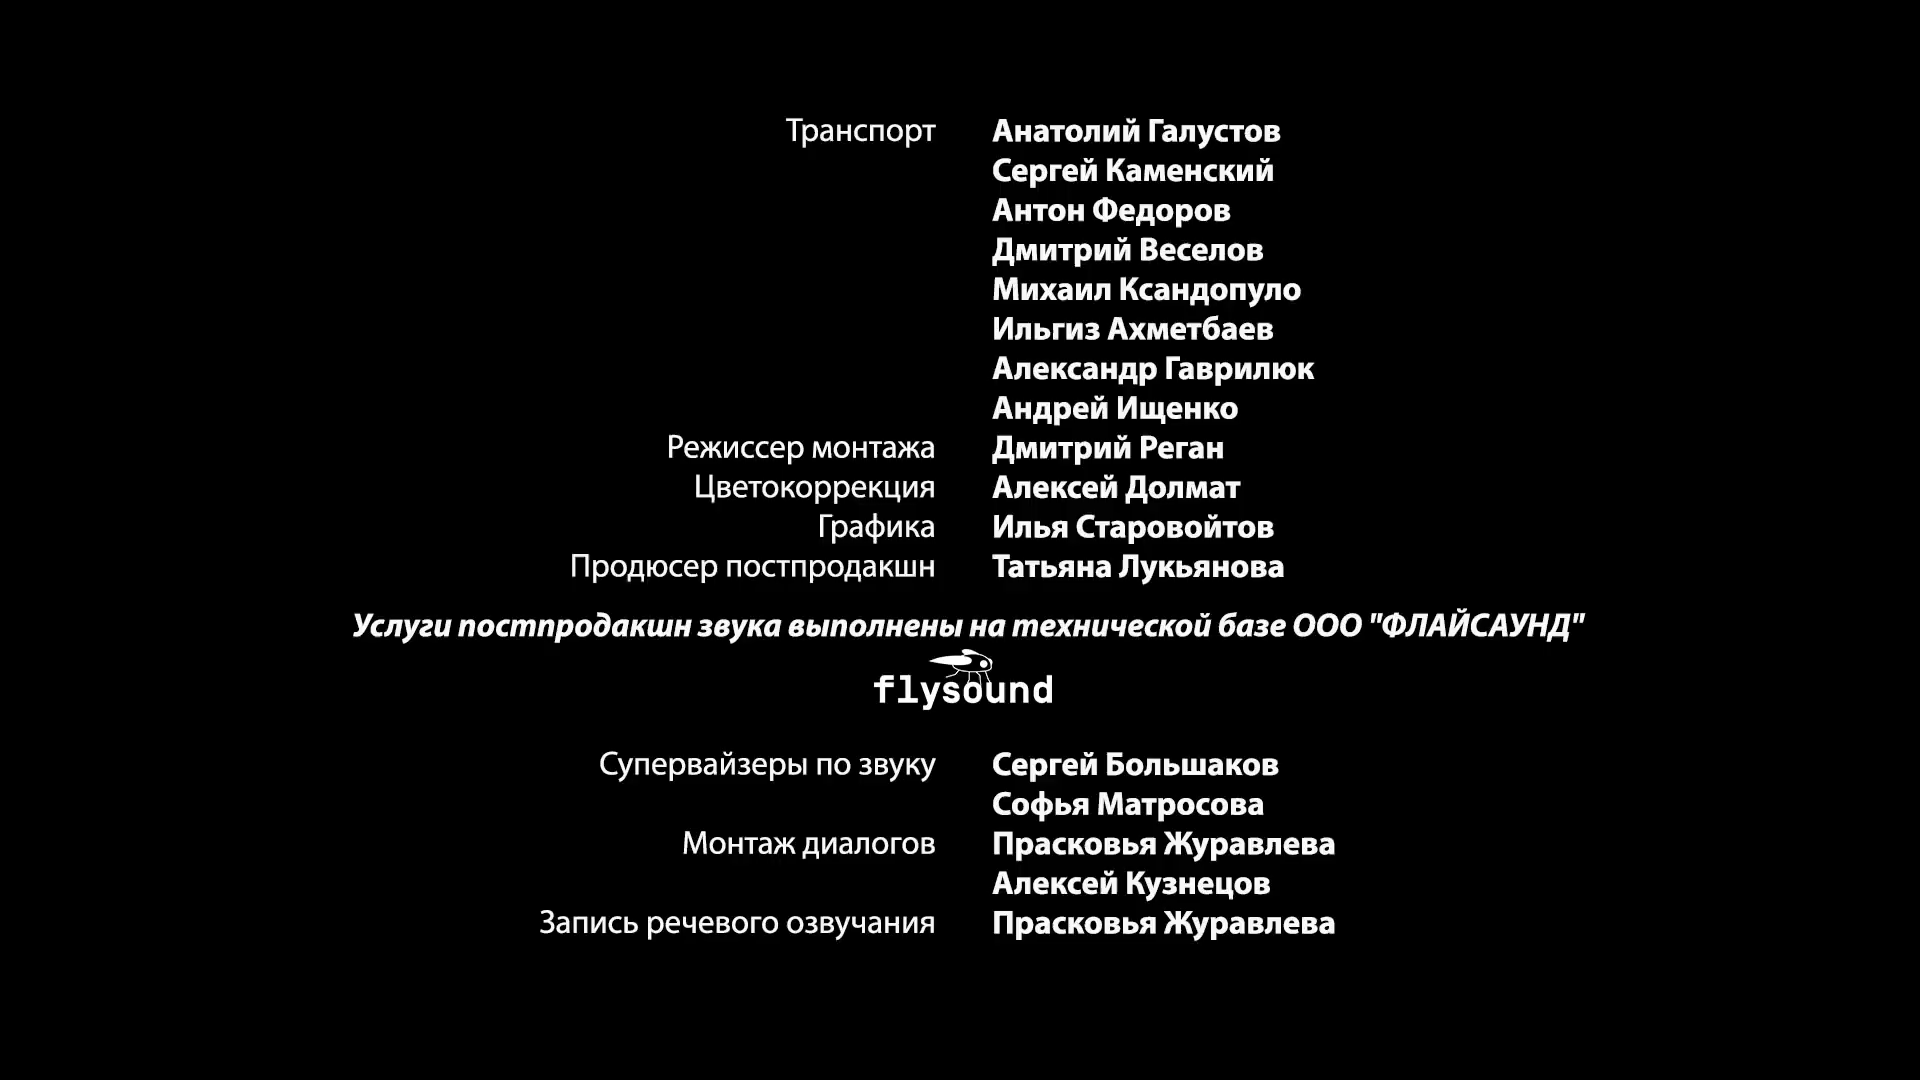 Транспорт Анатолий Галустов
Сергей Каменский
Антон Федоров
Дмитрий Веселов
Михаил Ксандопуло
Ильгиз Ахметбаев
Александр Гаврилюк
Андрей Ищенко
Режиссер монтажа Дмитрий Реган
Цветокоррекция Алексей Долмат
Графика Илья Старовойтов
Продюсер постпродакшн Татьяна Лукьянова
Услуги постпродакшн звука выполнены на технической базе ООО "ФЛАЙСАУНД"
flysound
Супервайзеры по звуку Сергей Большаков
Софья Матросова
Монтаж диалогов Прасковья Журавлева
Алексей Кузнецов
Запись речевого озвучания Прасковья Журавлева